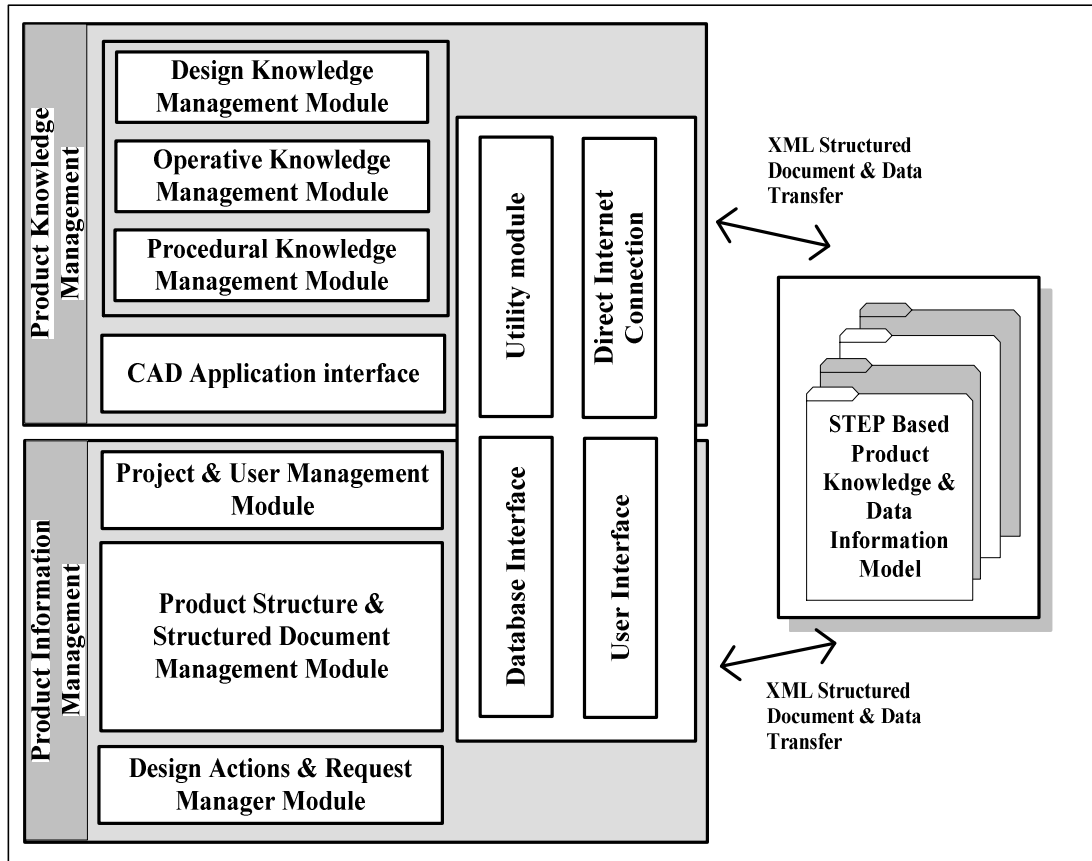 Product Knowledge
Management
Design Knowledge
Management Module
Operative Knowledge
Management Module
Procedural Knowledge
Management Module
CAD Application interface
Utility module
Direct Internet
Connection
XML Structured
Document & Data
Transfer
STEP Based
Product
Knowledge &
Data
Information
Model
Product Information
Management
Project & User Management
Module
Product Structure &
Structured Document
Management Module
Design Actions & Request
Manager Module
Database Interface
User Interface
XML Structured
Document & Data
Transfer